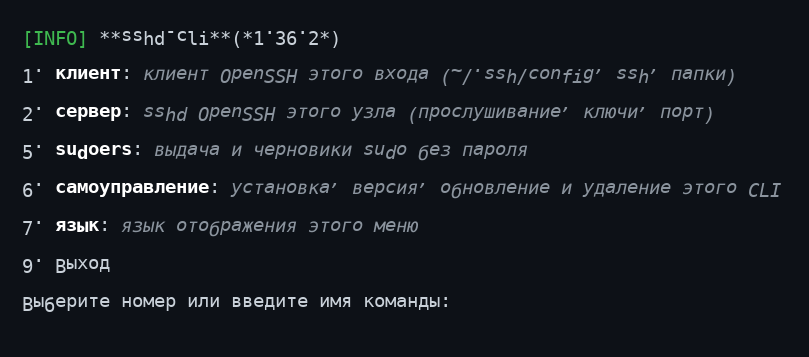 [INFO] **sshd-cli**(*1.36.2*)
1. клиент: клиент OpenSSH этого входа (~/.ssh/config, ssh, папки)
2. сервер: sshd OpenSSH этого узла (прослушивание, ключи, порт)
5. sudoers: выдача и черновики sudo без пароля
6. самоуправление: установка, версия, обновление и удаление этого CLI
7. язык: язык отображения этого меню
9. Выход
Выберите номер или введите имя команды: